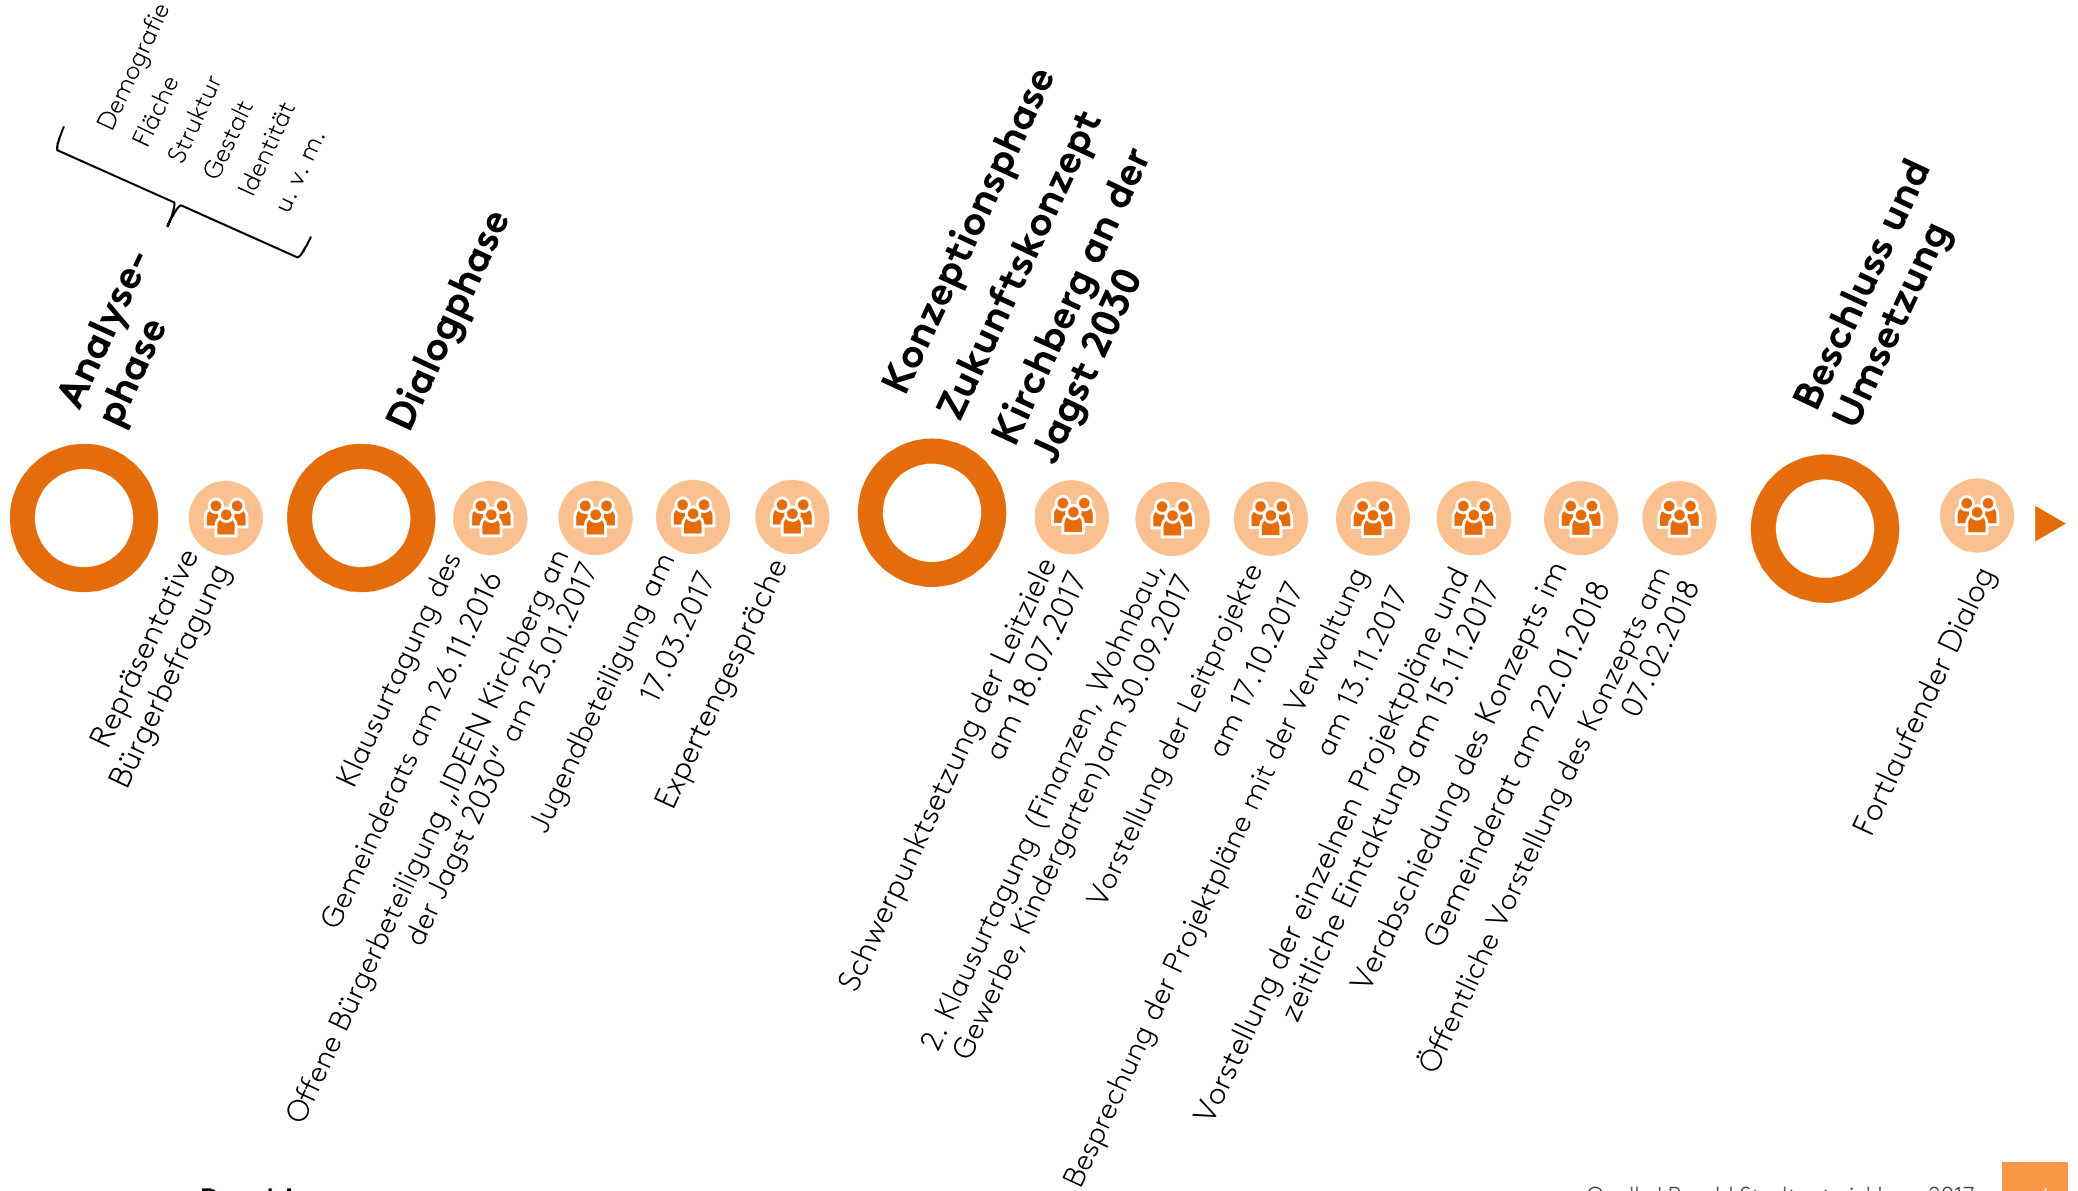 Demografie
Fläche
Struktur
Gestalt
Identität
u. v. m.
Analyse-
phase
Repräsentative
Bürgerbefragung
Dialogphase
Klausurtagung des
Gemeinderats am 26.11.2016
Offene Bürgerbeteiligung „IDEEN Kirchberg an
der Jagst 2030“ am 25.01.2017
Jugendbeteiligung am
17.03.2017
Expertengespräche
Konzeptionsphase
Zukunftskonzept
Kirchberg an der
Jagst 2030
Schwerpunktsetzung der Leitziele
am 18.07.2017
2. Klausurtagung (Finanzen, Wohnbau,
Gewerbe, Kindergarten)am 30.09.2017
Vorstellung der Leitprojekte
am 17.10.2017
Besprechung der Projektpläne mit der Verwaltung
am 13.11.2017
Vorstellung der einzelnen Projektpläne und
zeitliche Eintaktung am 15.11.2017
Verabschiedung des Konzepts im
Gemeinderat am 22.01.2018
Öffentliche Vorstellung des Konzepts am
07.02.2018
Beschluss und
Umsetzung
Fortlaufender Dialog